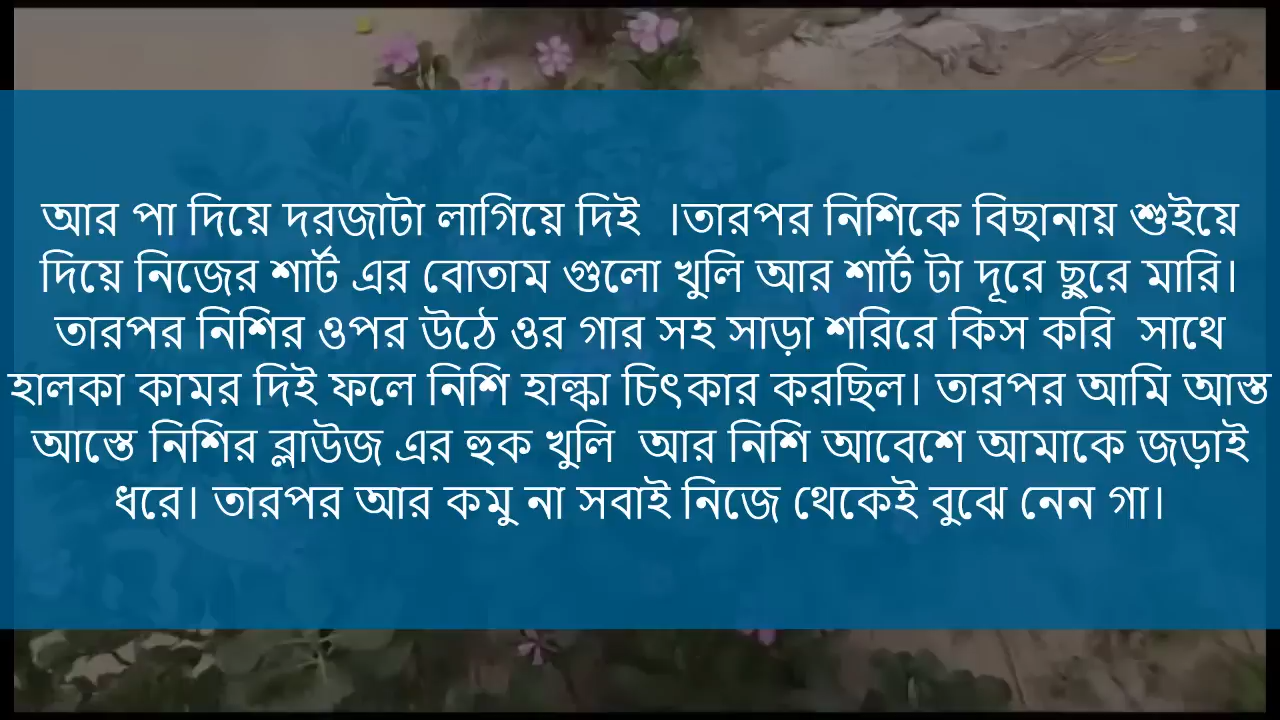 আর পা দিয়ে দরজাটা লাগিয়ে দিই ।তারপর নিশিকে বিছানায় শুইয়ে
দিয়ে নিজের শার্ট এর বোতাম গুলো খুলি আর শার্ট টা দূরে ছুরে মারি।
তারপর নিশির ওপর উঠে ওর গার সহ সাড়া শরিরে কিস করি সাথে
হালকা কামর দিই ফলে নিশি হাল্কা চিৎকার করছিল। তারপর আমি আস্ত
আস্তে নিশির ব্লাউজ এর হুক খুলি আর নিশি আবেশে আমাকে জড়াই
ধরে। তারপর আর কমু না সবাই নিজে থেকেই বুঝে নেন গা।